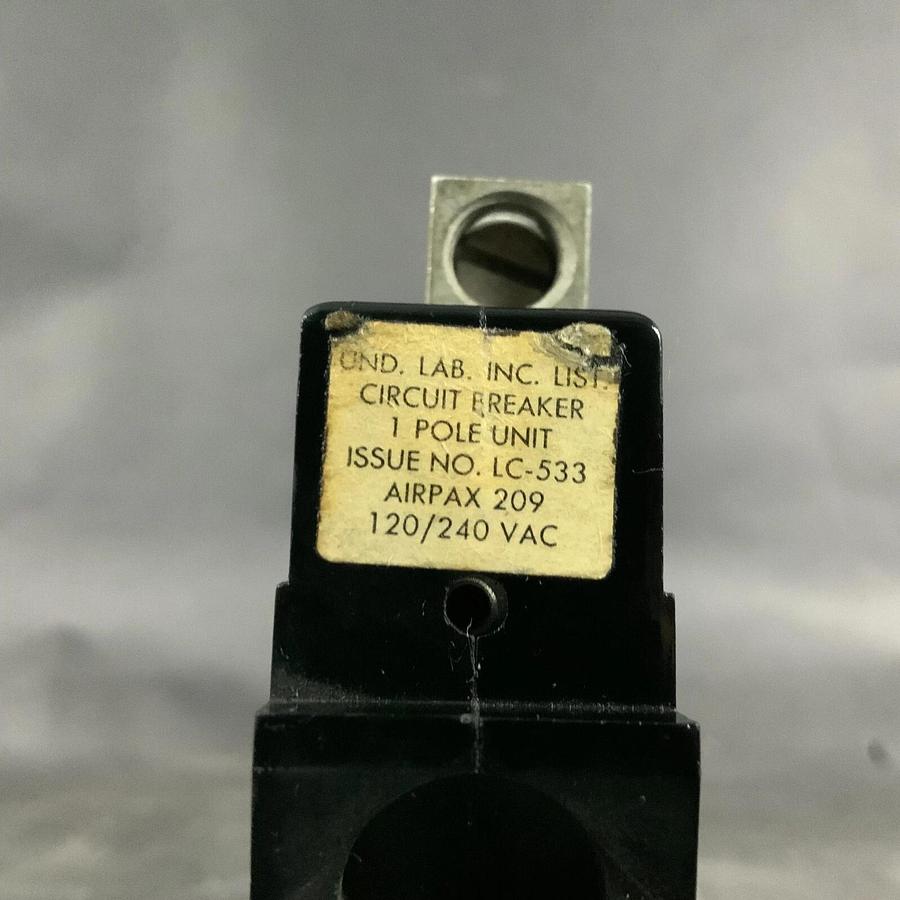 UND. LAB. INC. LIST.
CIRCUIT BREAKER
1 POLE UNIT
ISSUE NO. LC-533
AIRPAX 209
120/240 VAC